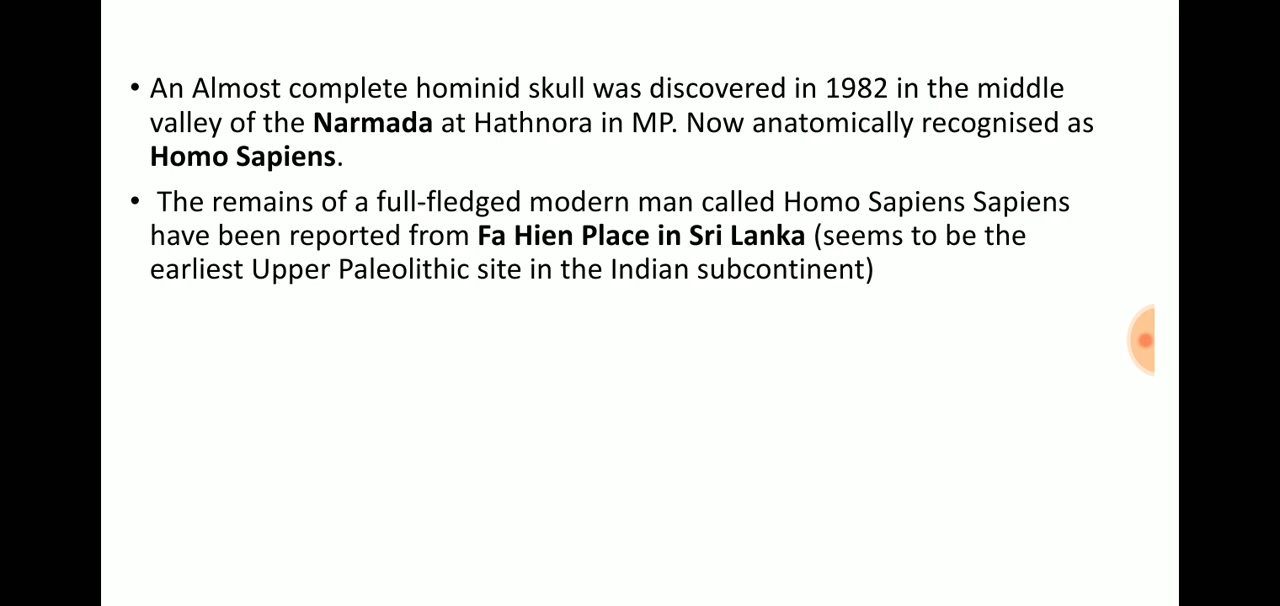 • An Almost complete hominid skull was discovered in 1982 in the middle
valley of the Narmada at Hathnora in MP. Now anatomically recognised as
Homo Sapiens.
• The remains of a full-fledged modern man called Homo Sapiens Sapiens
have been reported from Fa Hien Place in Sri Lanka (seems to be the
earliest Upper Paleolithic site in the Indian subcontinent)